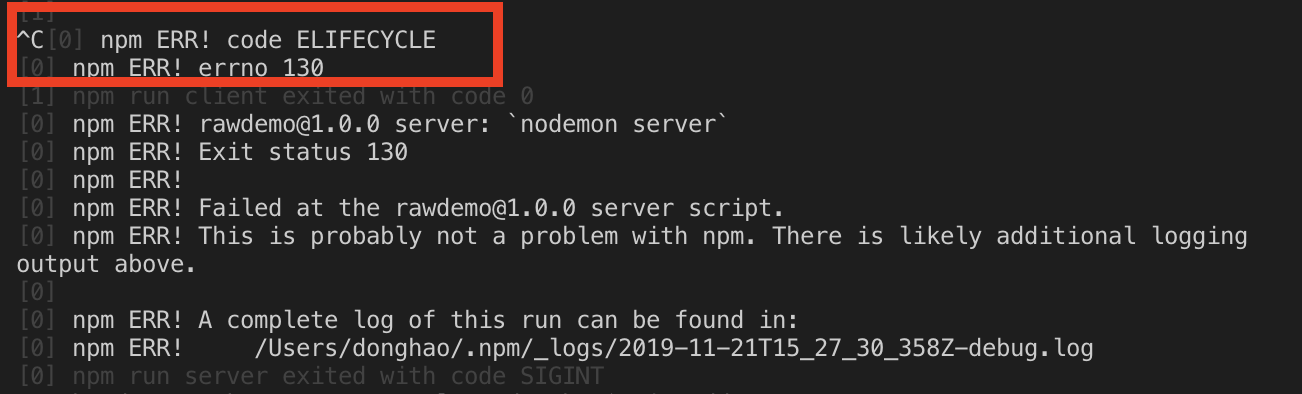 [1]
^C[0] npm ERR! code ELIFECYCLE
[0] npm ERR! errno 130
[1] npm run client exited with code 0
[0] npm ERR! rawdemo@1.0.0 server: `nodemon server`
[0] npm ERR! Exit status 130
[0] npm ERR!
[0] npm ERR! Failed at the rawdemo@1.0.0 server script.
[0] npm ERR! This is probably not a problem with npm. There is likely additional logging
output above.
[0]
[0] npm ERR! A complete log of this run can be found in:
[0] npm ERR!     /Users/donghao/.npm/_logs/2019-11-21T15_27_30_358Z-debug.log
[0] npm run server exited with code SIGINT